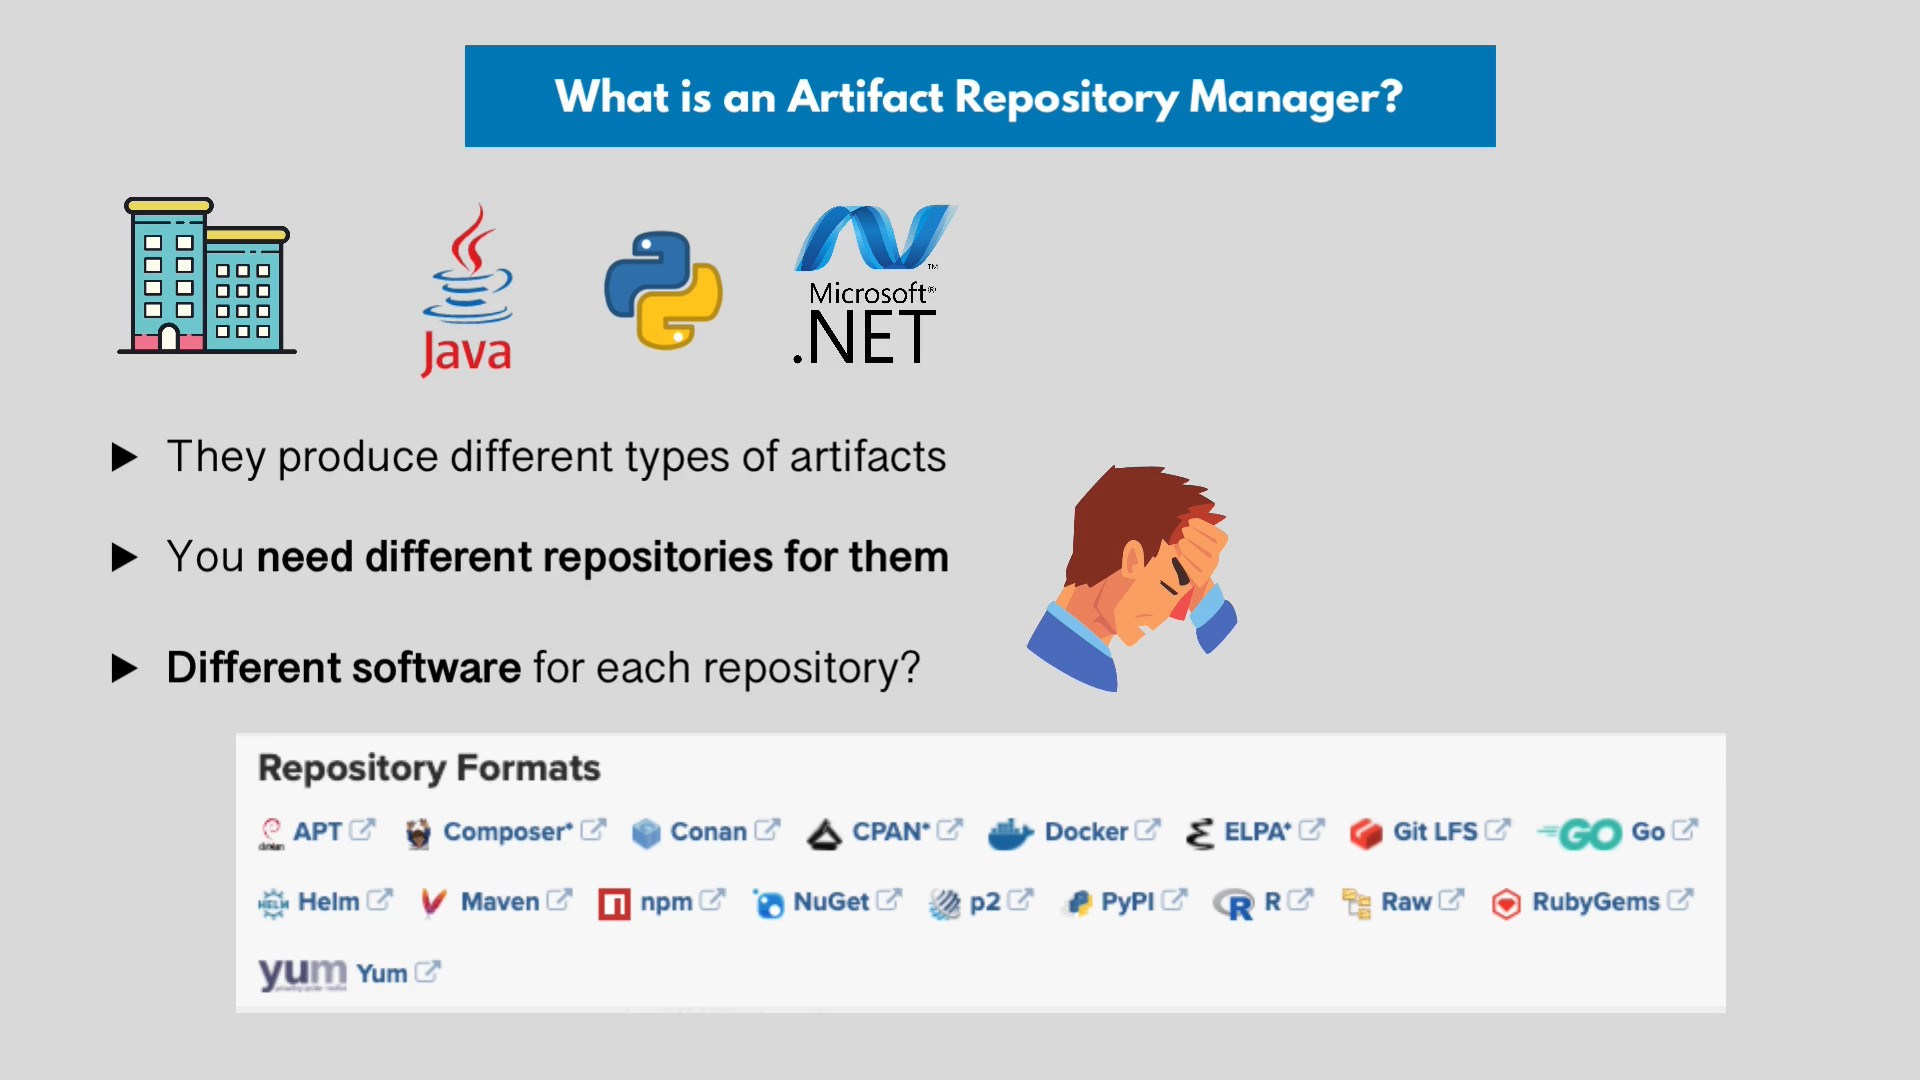 What is an Artifact Repository Manager?
Java
Microsoft®
.NET
TM
▶ They produce different types of artifacts
▶ You need different repositories for them
▶ Different software for each repository?
Repository Formats
APT Composer* Conan CPAN* Docker ELPA* Git LFS GO Go
HELM Helm Maven npm NuGet p2 PyPI R R Raw RubyGems
yum Yum